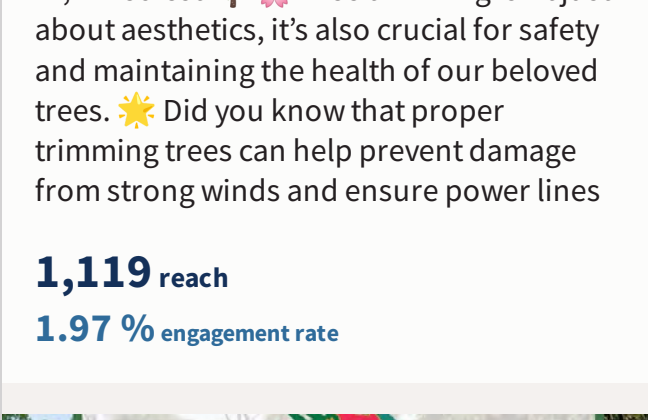 about aesthetics, it’s also crucial for safety
and maintaining the health of our beloved
trees. 🌟 Did you know that proper
trimming trees can help prevent damage
from strong winds and ensure power lines
1,119 reach
1.97 % engagement rate